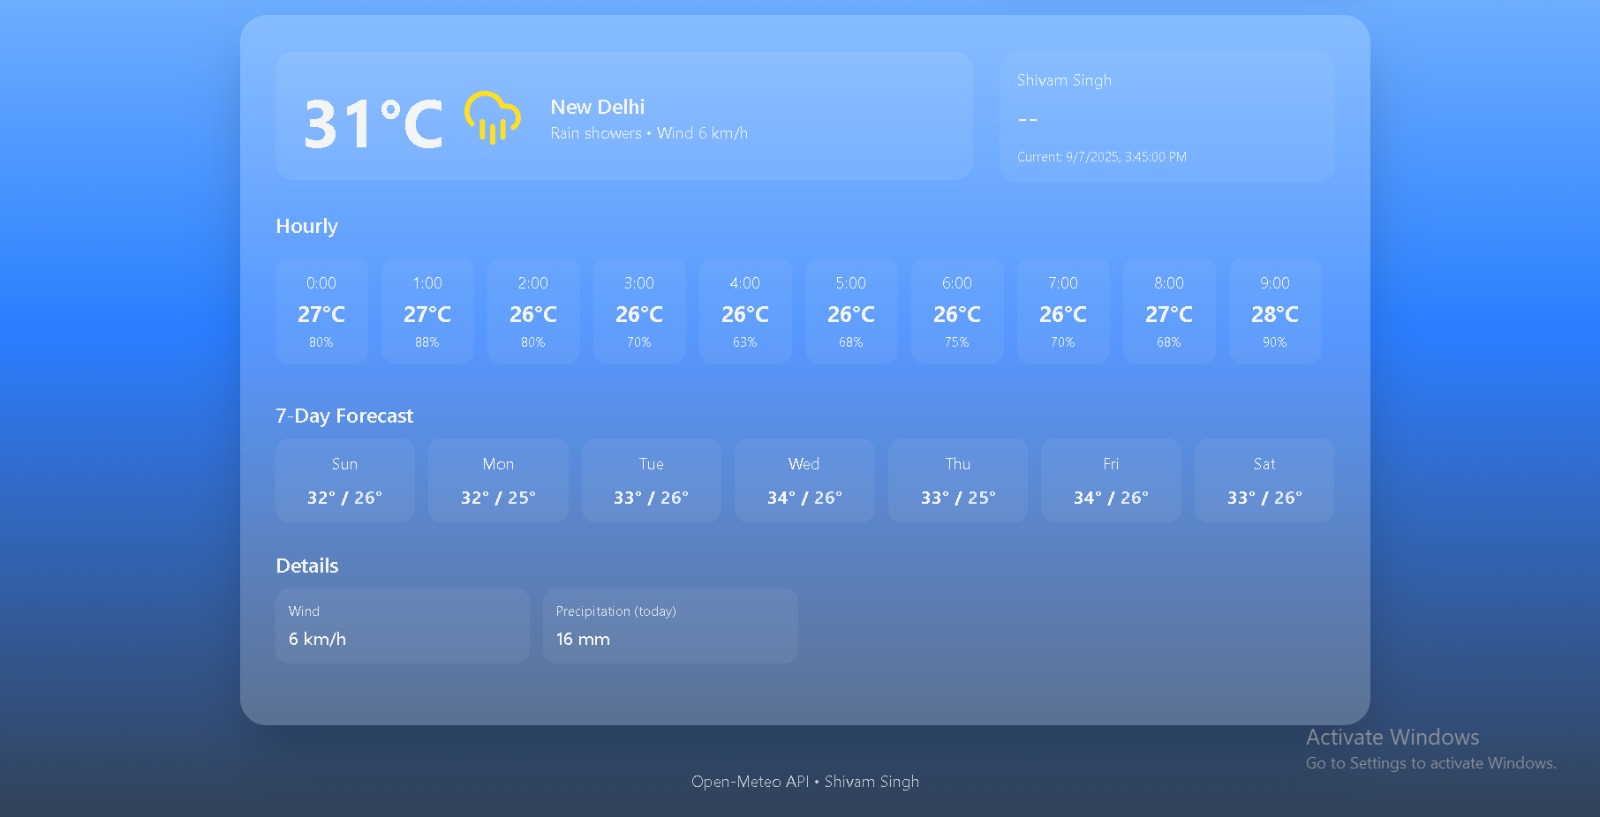 31°C
New Delhi
Rain showers • Wind 6 km/h
Shivam Singh
--
Current: 9/7/2025, 3:45:00 PM
Hourly
0:00 1:00 2:00 3:00 4:00 5:00 6:00 7:00 8:00 9:00
27°C 27°C 26°C 26°C 26°C 26°C 26°C 26°C 27°C 28°C
80% 88% 80% 70% 63% 68% 75% 70% 68% 90%
7-Day Forecast
Sun Mon Tue Wed Thu Fri Sat
32° / 26° 32° / 25° 33° / 26° 34° / 26° 33° / 25° 34° / 26° 33° / 26°
Details
Wind Precipitation (today)
6 km/h 16 mm
Activate Windows
Go to Settings to activate Windows.
Open-Meteo API • Shivam Singh